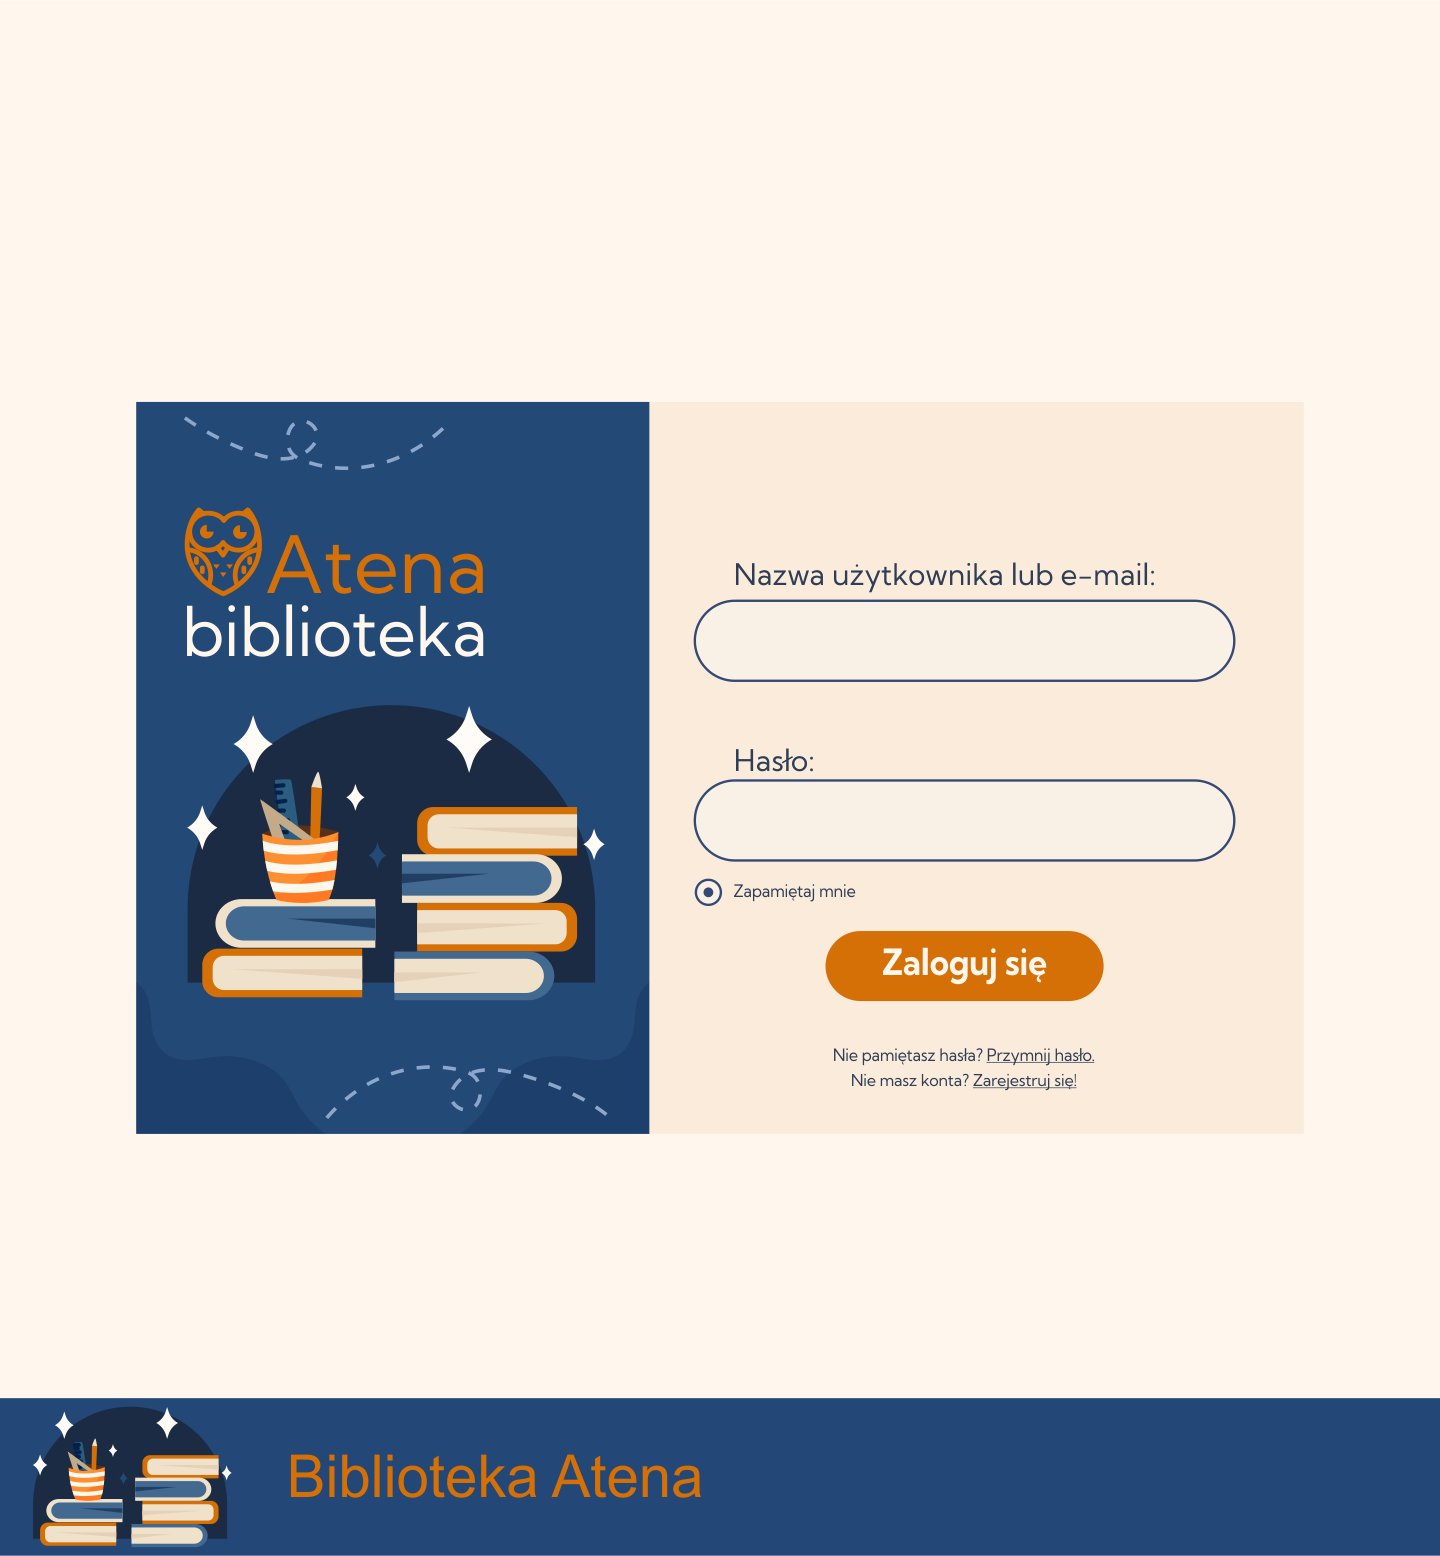 Atena
biblioteka
Nazwa użytkownika lub e-mail:
Hasło:
Zapamiętaj mnie
Zaloguj się
Nie pamiętasz hasła? Przymnij hasło.
Nie masz konta? Zarejestruj się!
Biblioteka Atena